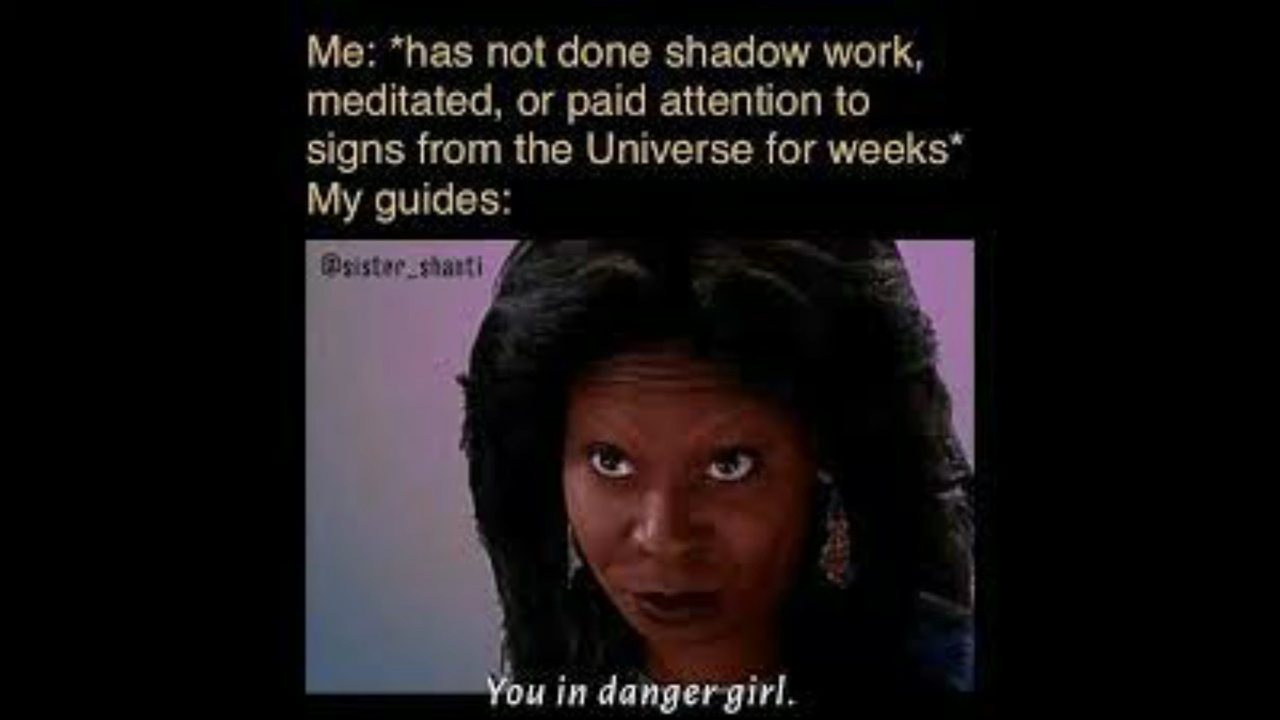 Me: *has not done shadow work,
meditated, or paid attention to
signs from the Universe for weeks*
My guides:
@sister_shanti
You in danger girl.